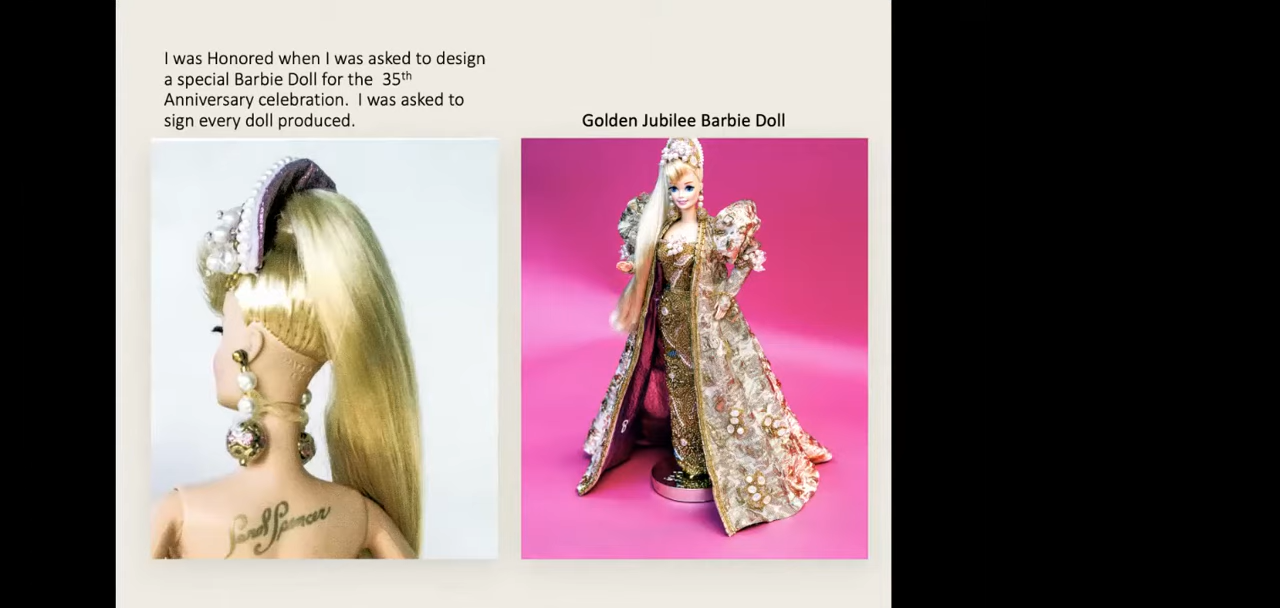 I was Honored when I was asked to design
a special Barbie Doll for the  35th
Anniversary celebration.  I was asked to
sign every doll produced.
Golden Jubilee Barbie Doll
Spencer